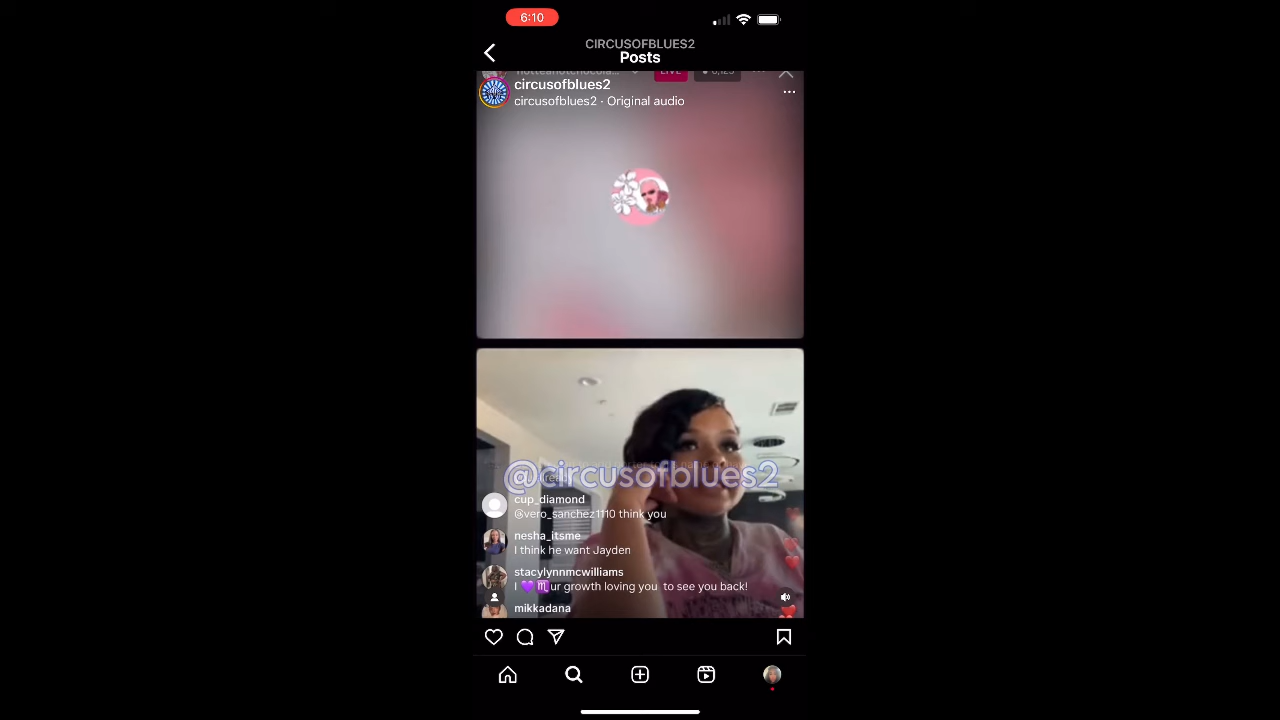 6:10
CIRCUSOFBLUES2
Posts
LIVE
circusofblues2
circusofblues2 · Original audio
@circusofblues2
cup_diamond
@vero_sanchez1110 think you
nesha_itsme
I think he want Jayden
stacylynnmcwilliams
I 💜♏ur growth loving you to see you back!
mikkadana